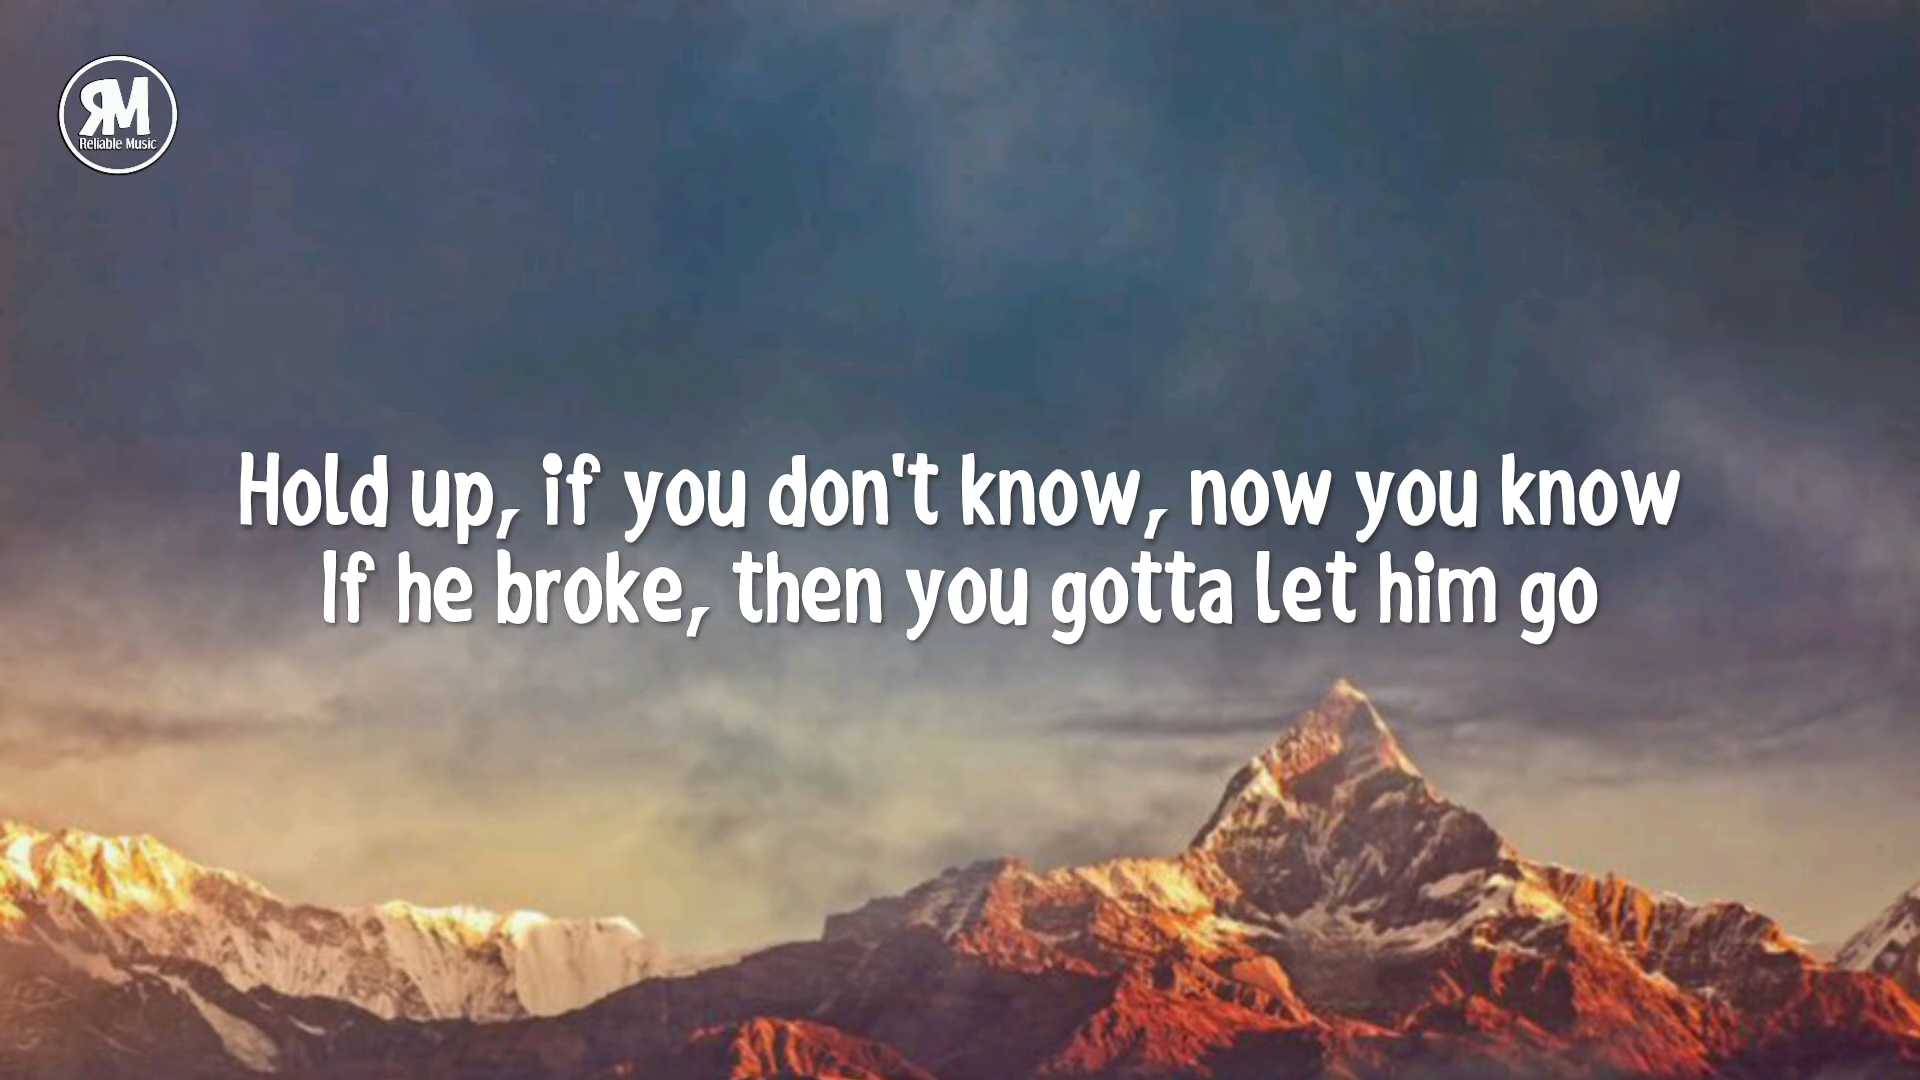 RM
Reliable Music
Hold up, if you don't know, now you know
If he broke, then you gotta let him go